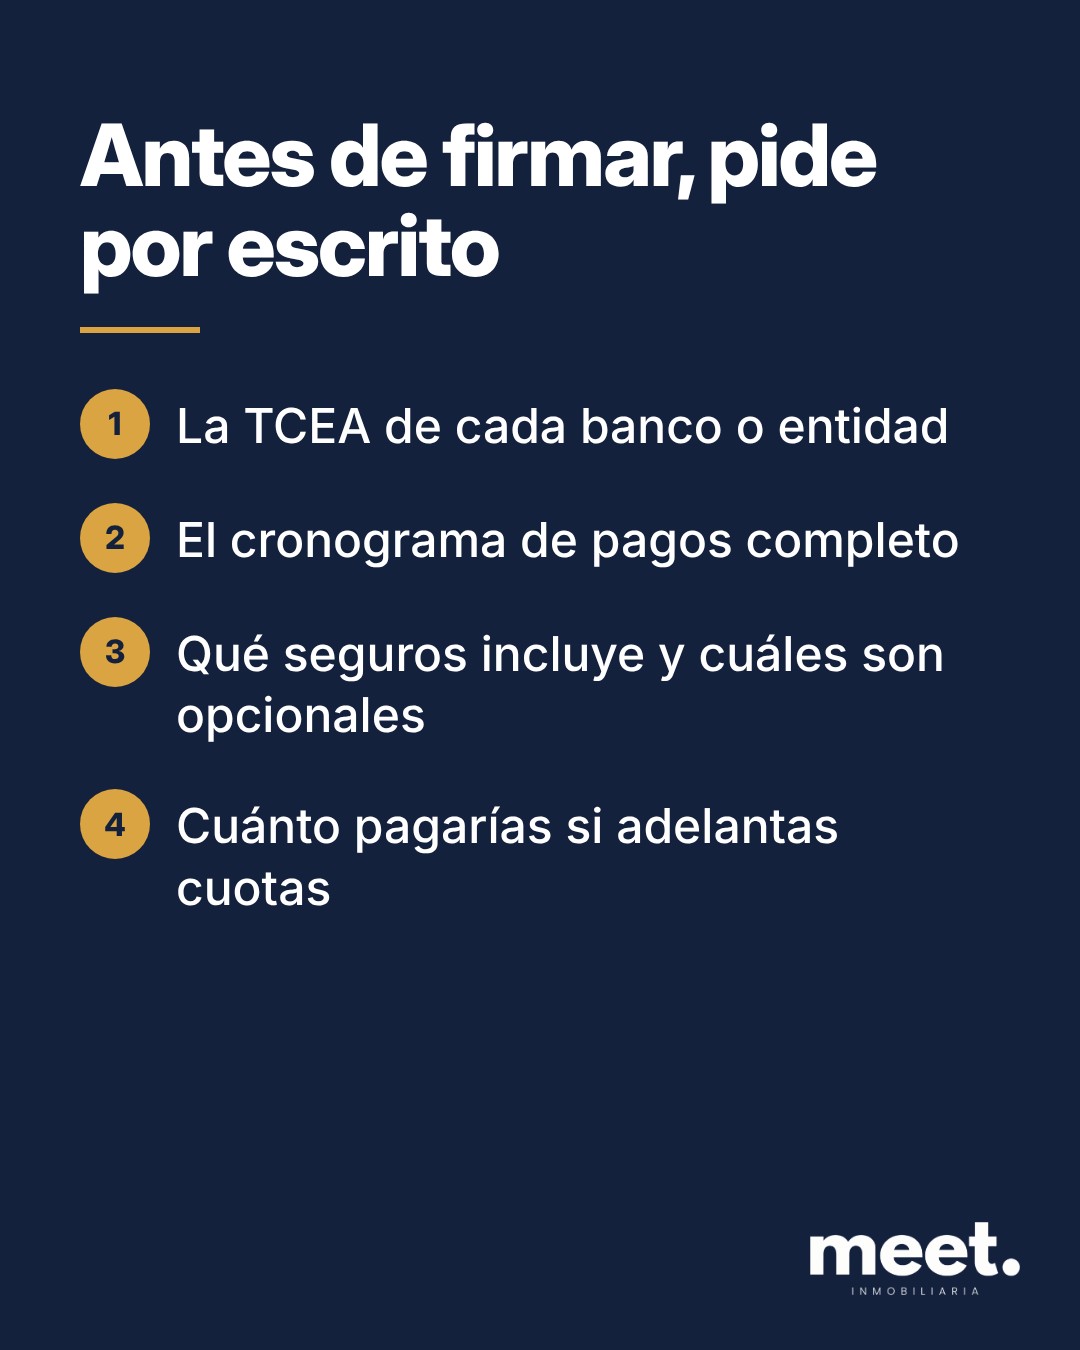 Antes de firmar, pide
por escrito
1 La TCEA de cada banco o entidad
2 El cronograma de pagos completo
3 Qué seguros incluye y cuáles son
opcionales
4 Cuánto pagarías si adelantas
cuotas
meet.
INMOBILIARIA